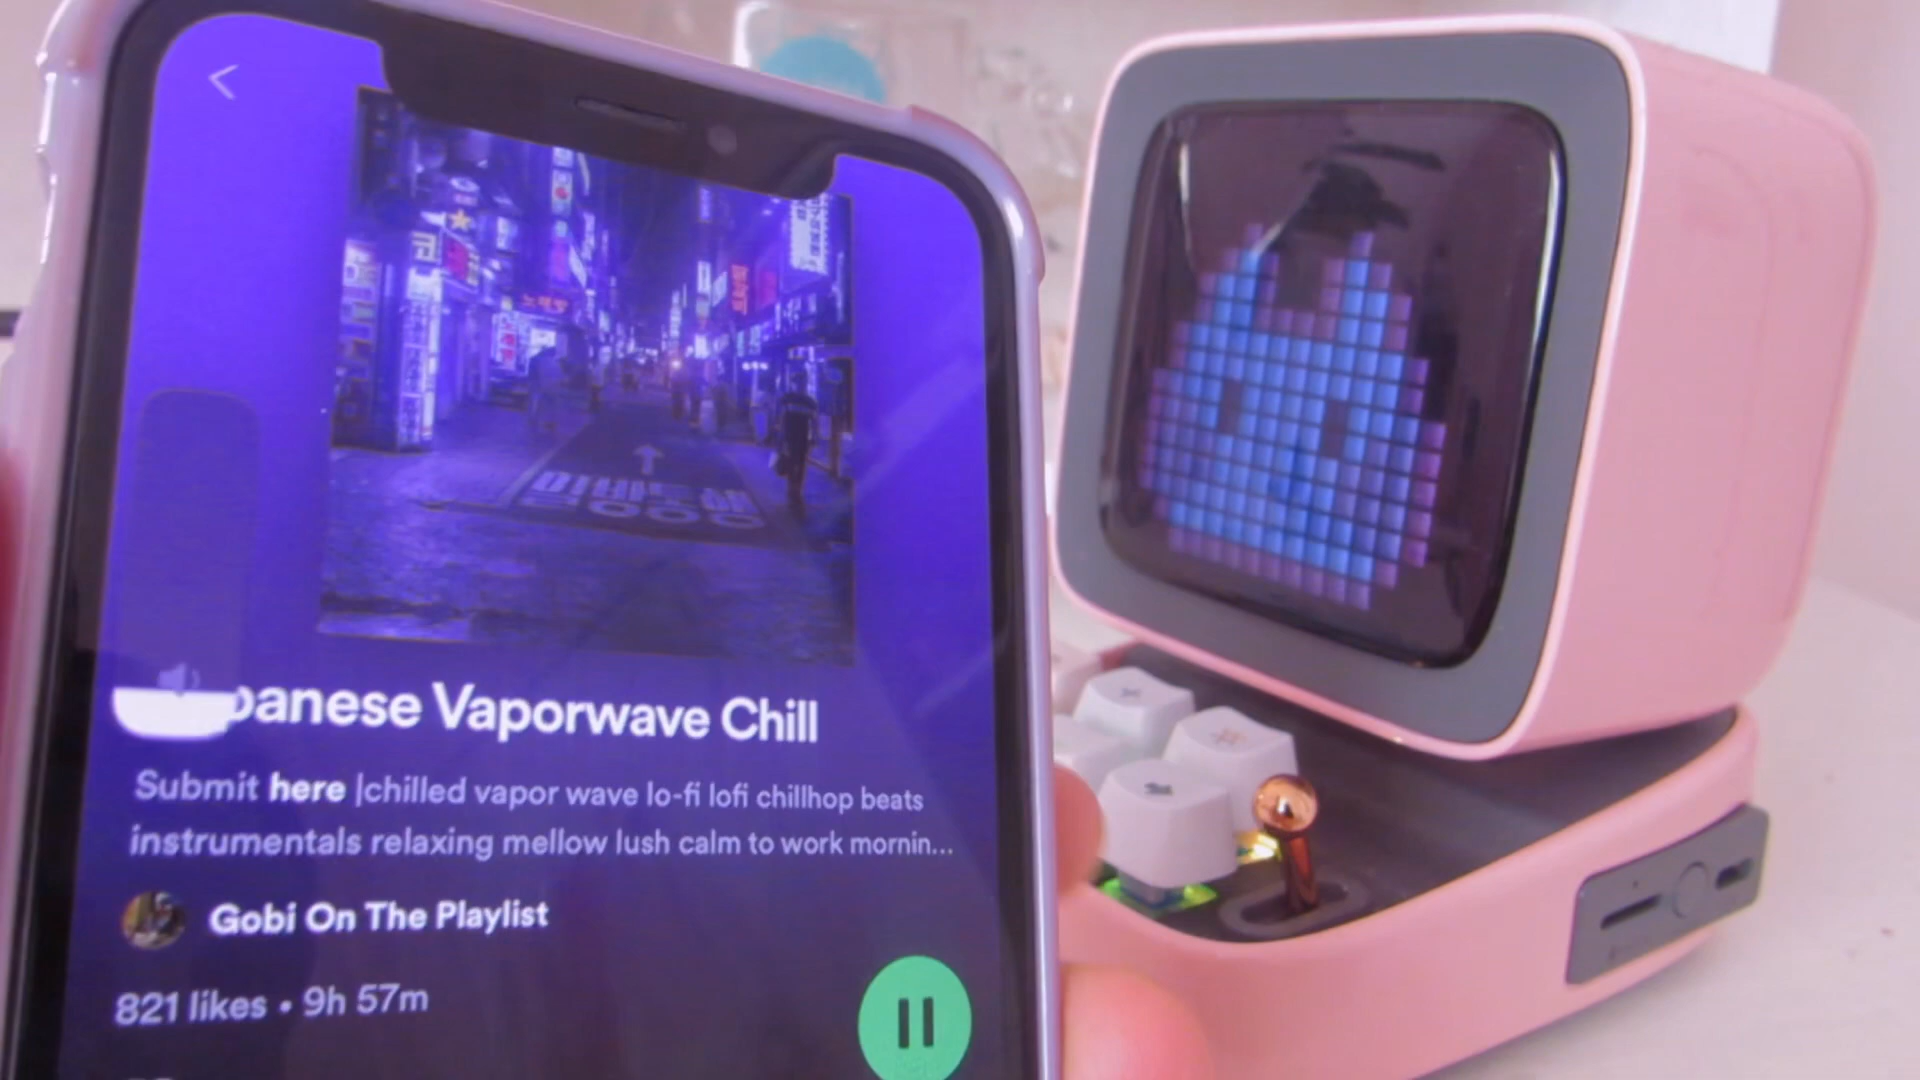 panese Vaporwave Chill
Submit here |chilled vapor wave lo-fi lofi chillhop beats
instrumentals relaxing mellow lush calm to work mornin...
Gobi On The Playlist
821 likes • 9h 57m